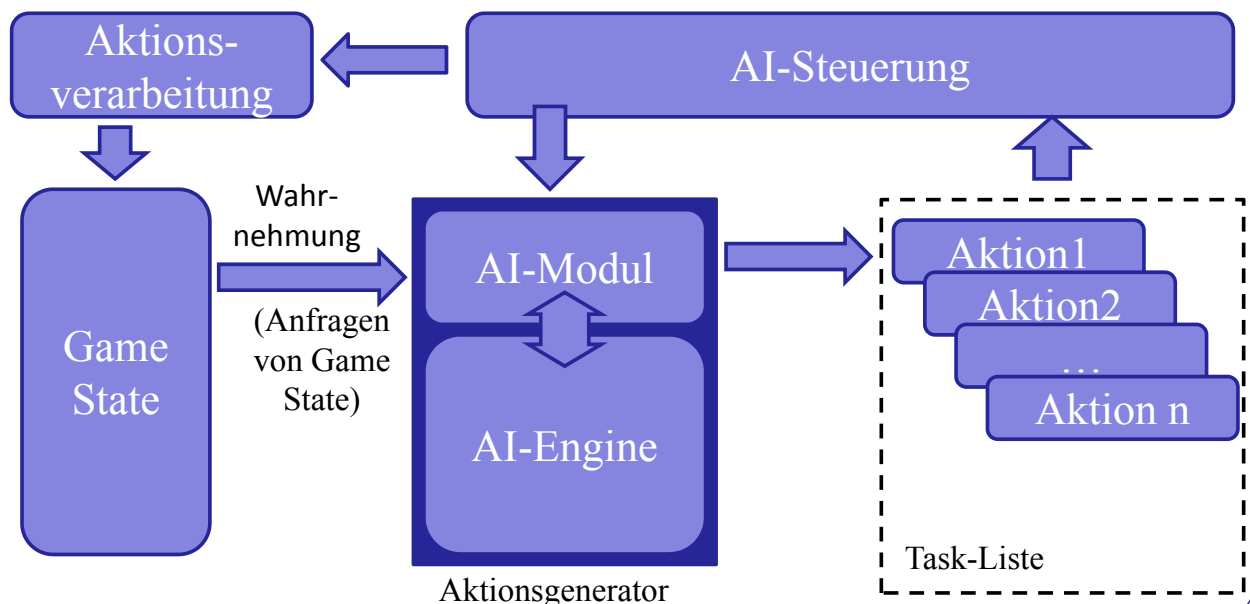 Aktions-
verarbeitung
AI-Steuerung
Wahr-
nehmung
(Anfragen
von Game
State)
Game
State
AI-Modul
AI-Engine
Aktionsgenerator
Aktion1
Aktion2
...
Aktion n
Task-Liste